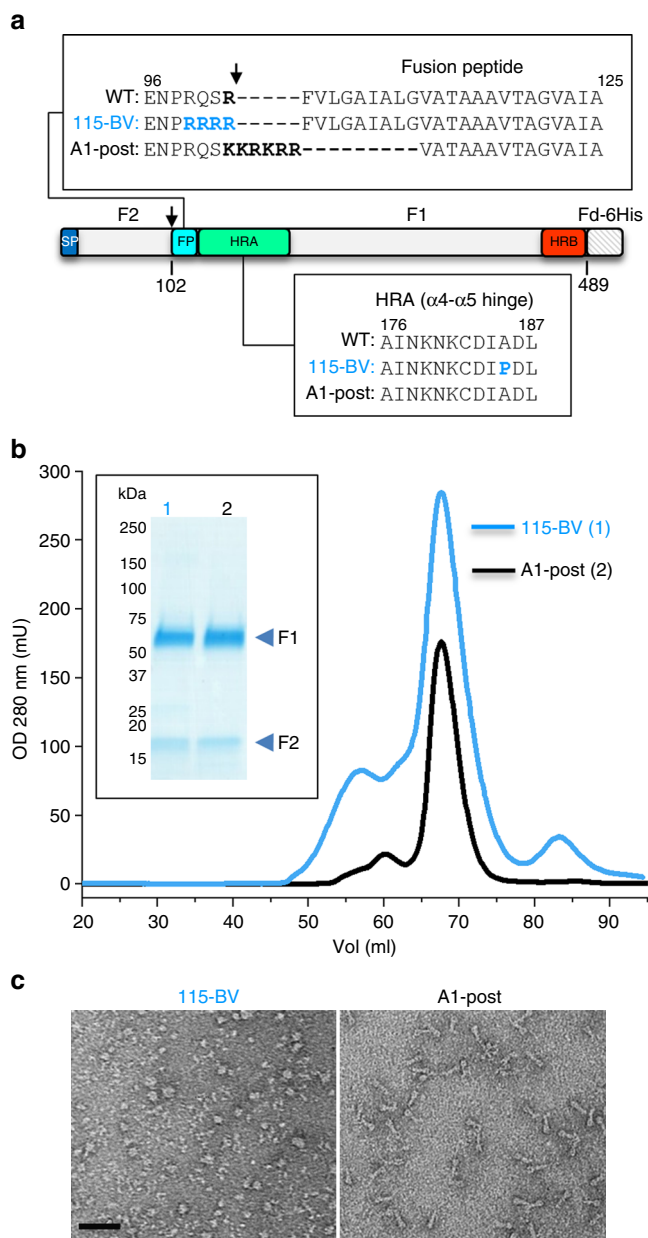 a
96 Fusion peptide 125
WT: ENPRQSR-----FVLGAIALGVATAAAVTAGVAIA
115-BV: ENPRRRR-----FVLGAIALGVATAAAVTAGVAIA
A1-post: ENPRQSKKRKRR----------VATAAAVTAGVAIA
F2 F1 Fd-6His
SP FP HRA HRB
102 489
HRA (α4-α5 hinge)
176 187
WT: AINKNKCDIADL
115-BV: AINKNKCDIPDL
A1-post: AINKNKCDIADL
b
300
250
200
150
100
50
0
OD 280 nm (mU)
20 30 40 50 60 70 80 90
Vol (ml)
kDa
1 2
250
150
100
75
50
37
25
20
15
F1
F2
115-BV (1)
A1-post (2)
c
115-BV A1-post